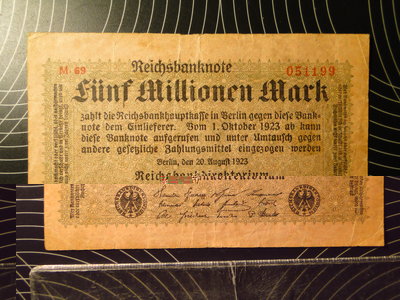 Reichsbanknote
M·69 051199
Fünf Millionen Mark
zahlt die Reichsbankhauptkasse in Berlin gegen diese Bank-
note dem Einlieferer. Vom 1. Oktober 1923 ab kann
diese Banknote aufgerufen und unter Umtausch gegen
andere gesetzliche Zahlungsmittel eingezogen werden
Berlin, den 20. August 1923
Reichsbankdirektorium